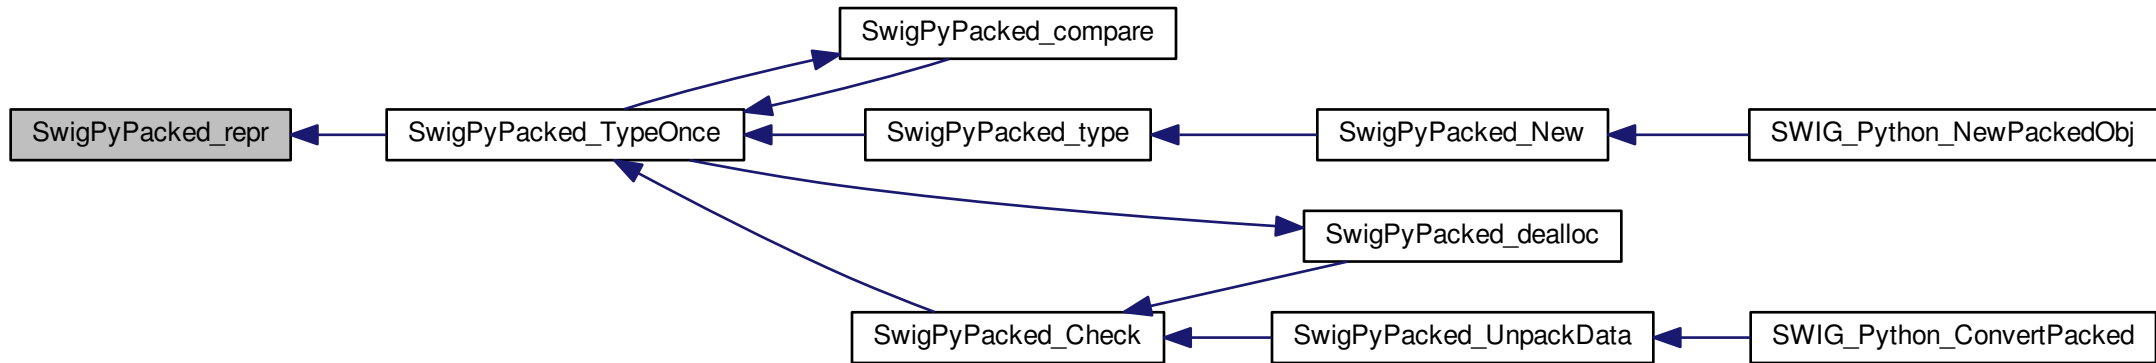 SwigPyPacked_compare
SwigPyPacked_repr
SwigPyPacked_TypeOnce
SwigPyPacked_type
SwigPyPacked_New
SWIG_Python_NewPackedObj
SwigPyPacked_dealloc
SwigPyPacked_Check
SwigPyPacked_UnpackData
SWIG_Python_ConvertPacked